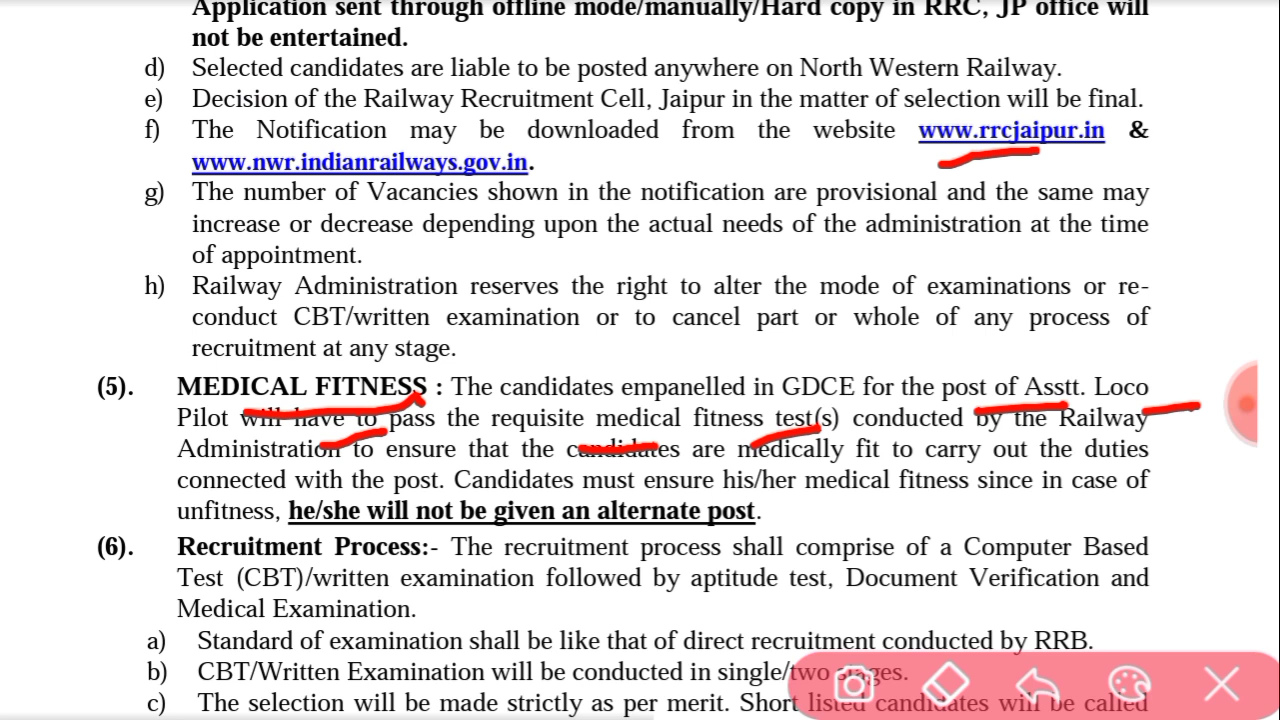 Application sent through offline mode/manually/Hard copy in RRC, JP office will
not be entertained.
d) Selected candidates are liable to be posted anywhere on North Western Railway.
e) Decision of the Railway Recruitment Cell, Jaipur in the matter of selection will be final.
f) The Notification may be downloaded from the website www.rrcjaipur.in &
www.nwr.indianrailways.gov.in.
g) The number of Vacancies shown in the notification are provisional and the same may
increase or decrease depending upon the actual needs of the administration at the time
of appointment.
h) Railway Administration reserves the right to alter the mode of examinations or re-
conduct CBT/written examination or to cancel part or whole of any process of
recruitment at any stage.
(5). MEDICAL FITNESS : The candidates empanelled in GDCE for the post of Asstt. Loco
Pilot will have to pass the requisite medical fitness test(s) conducted by the Railway
Administration to ensure that the candidates are medically fit to carry out the duties
connected with the post. Candidates must ensure his/her medical fitness since in case of
unfitness, he/she will not be given an alternate post.
(6). Recruitment Process:- The recruitment process shall comprise of a Computer Based
Test (CBT)/written examination followed by aptitude test, Document Verification and
Medical Examination.
a) Standard of examination shall be like that of direct recruitment conducted by RRB.
b) CBT/Written Examination will be conducted in single/two stages.
c) The selection will be made strictly as per merit. Short listed candidates will be called